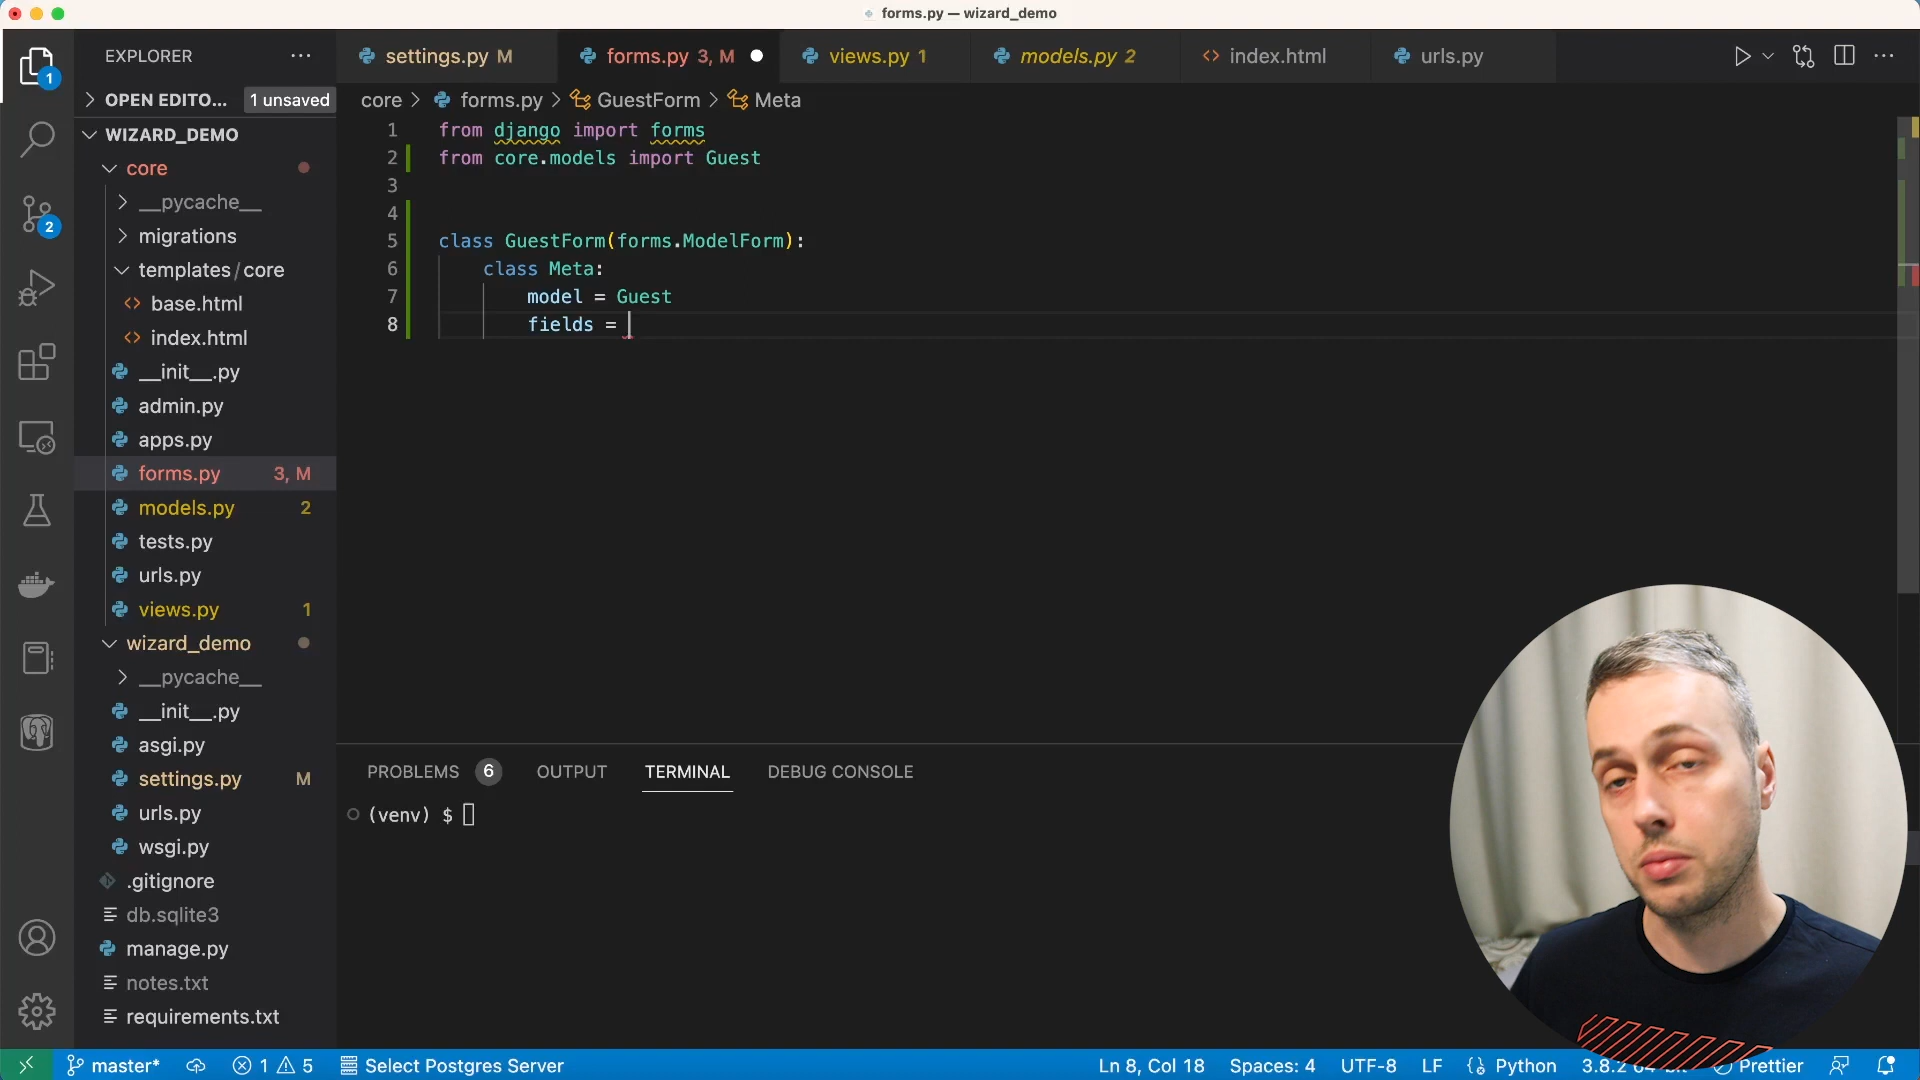 forms.py — wizard_demo
EXPLORER
settings.py M
forms.py 3, M
views.py 1
models.py 2
index.html
urls.py
OPEN EDITO... 1 unsaved
core > forms.py > GuestForm > Meta
WIZARD_DEMO
core
__pycache__
migrations
templates/core
base.html
index.html
__init__.py
admin.py
apps.py
forms.py 3, M
models.py 2
tests.py
urls.py
views.py 1
wizard_demo
__pycache__
__init__.py
asgi.py
settings.py M
urls.py
wsgi.py
.gitignore
db.sqlite3
manage.py
notes.txt
requirements.txt
1
2
1 from django import forms
2 from core.models import Guest
3
4
5 class GuestForm(forms.ModelForm):
6 class Meta:
7 model = Guest
8 fields =
PROBLEMS 6 OUTPUT TERMINAL DEBUG CONSOLE
(venv) $
master* 1 5 Select Postgres Server Ln 8, Col 18 Spaces: 4 UTF-8 LF Python 3.8.2 Prettier